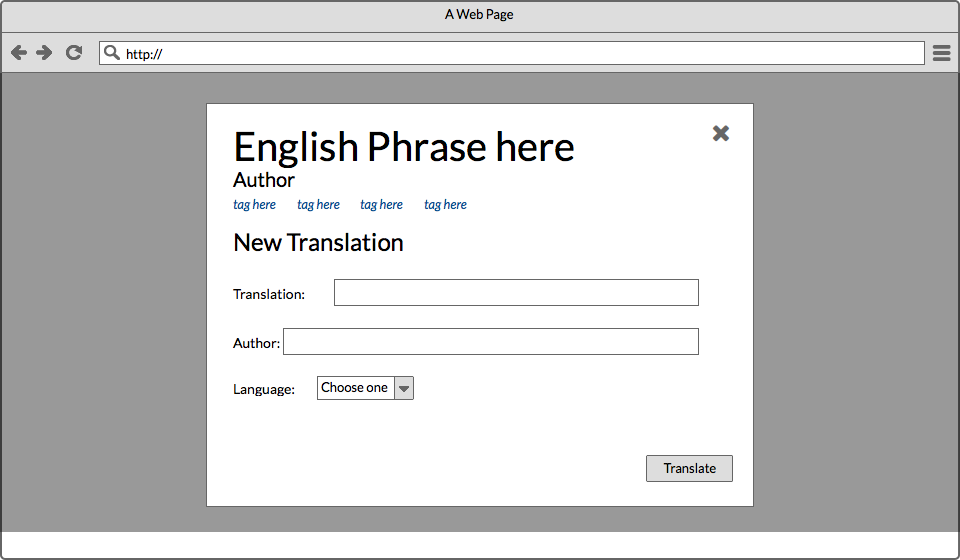 A Web Page
http://
English Phrase here
Author
tag here tag here tag here tag here
New Translation
Translation:
Author:
Language: Choose one
Translate